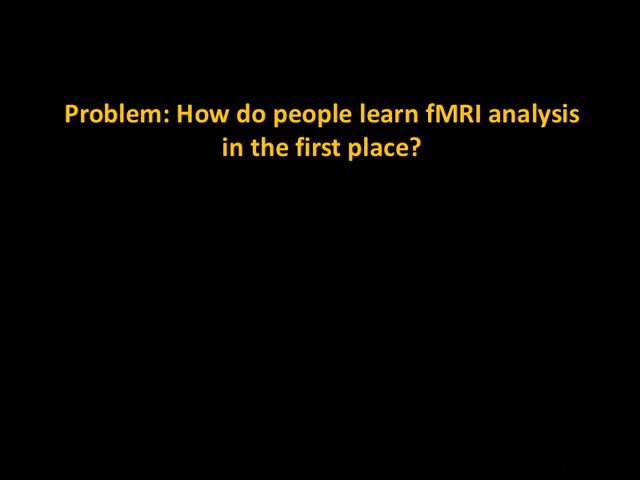 Problem: How do people learn fMRI analysis
in the first place?